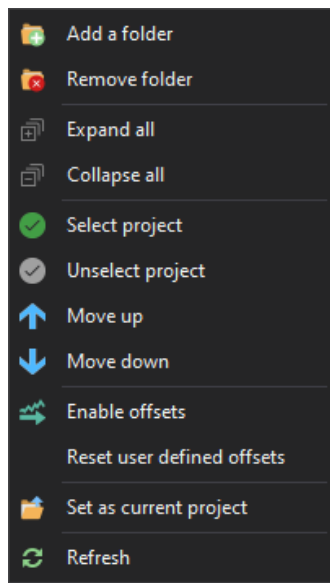 Add a folder
Remove folder
Expand all
Collapse all
Select project
Unselect project
Move up
Move down
Enable offsets
Reset user defined offsets
Set as current project
Refresh